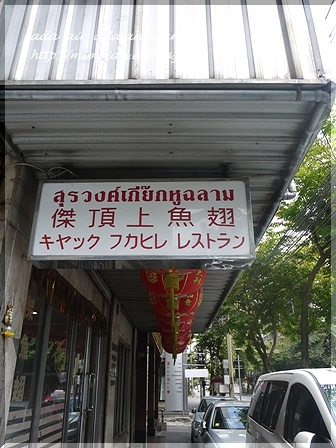 สุรวงศ์เกี๊ยกหูฉลาม
傑頂上魚翅
キヤック フカヒレ レストラン